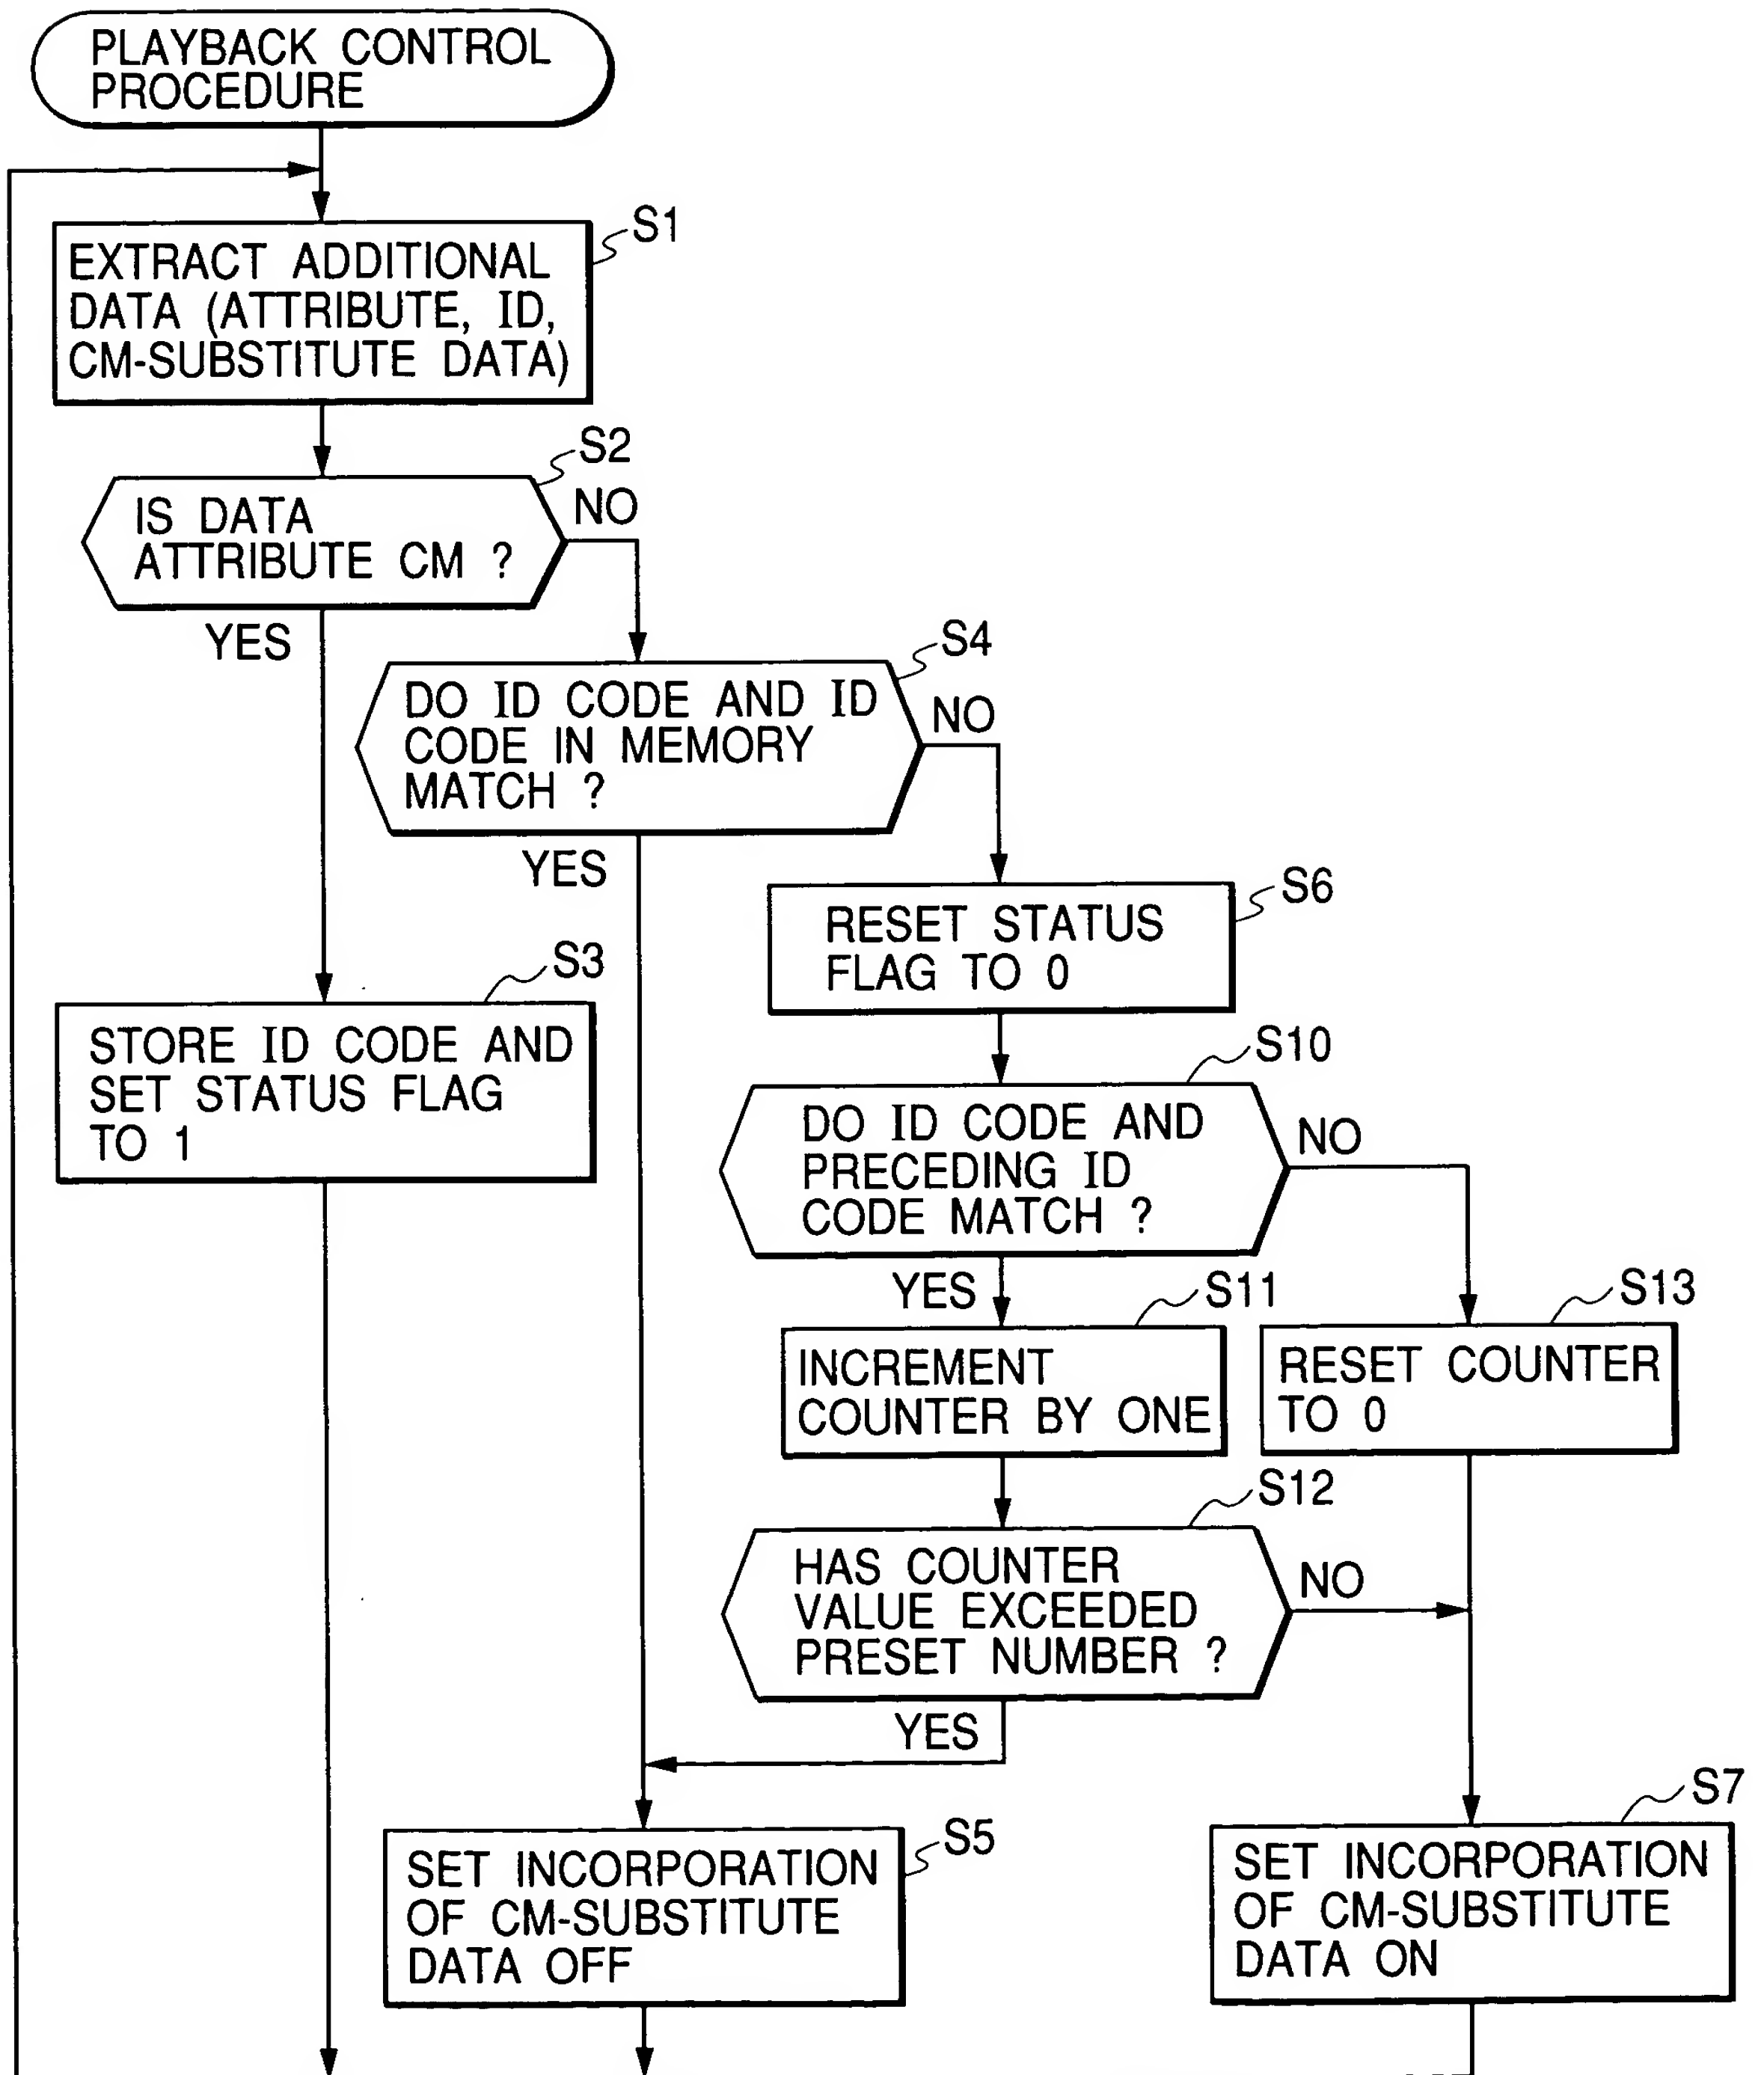 PLAYBACK CONTROL
PROCEDURE
S1
EXTRACT ADDITIONAL
DATA (ATTRIBUTE, ID,
CM-SUBSTITUTE DATA)
S2
IS DATA
ATTRIBUTE CM ?
NO
YES
S4
DO ID CODE AND ID
CODE IN MEMORY
MATCH ?
NO
YES
S6
RESET STATUS
FLAG TO 0
S3
STORE ID CODE AND
SET STATUS FLAG
TO 1
S10
DO ID CODE AND
PRECEDING ID
CODE MATCH ?
NO
YES
S11
INCREMENT
COUNTER BY ONE
S13
RESET COUNTER
TO 0
S12
HAS COUNTER
VALUE EXCEEDED
PRESET NUMBER ?
NO
YES
S5
SET INCORPORATION
OF CM-SUBSTITUTE
DATA OFF
S7
SET INCORPORATION
OF CM-SUBSTITUTE
DATA ON